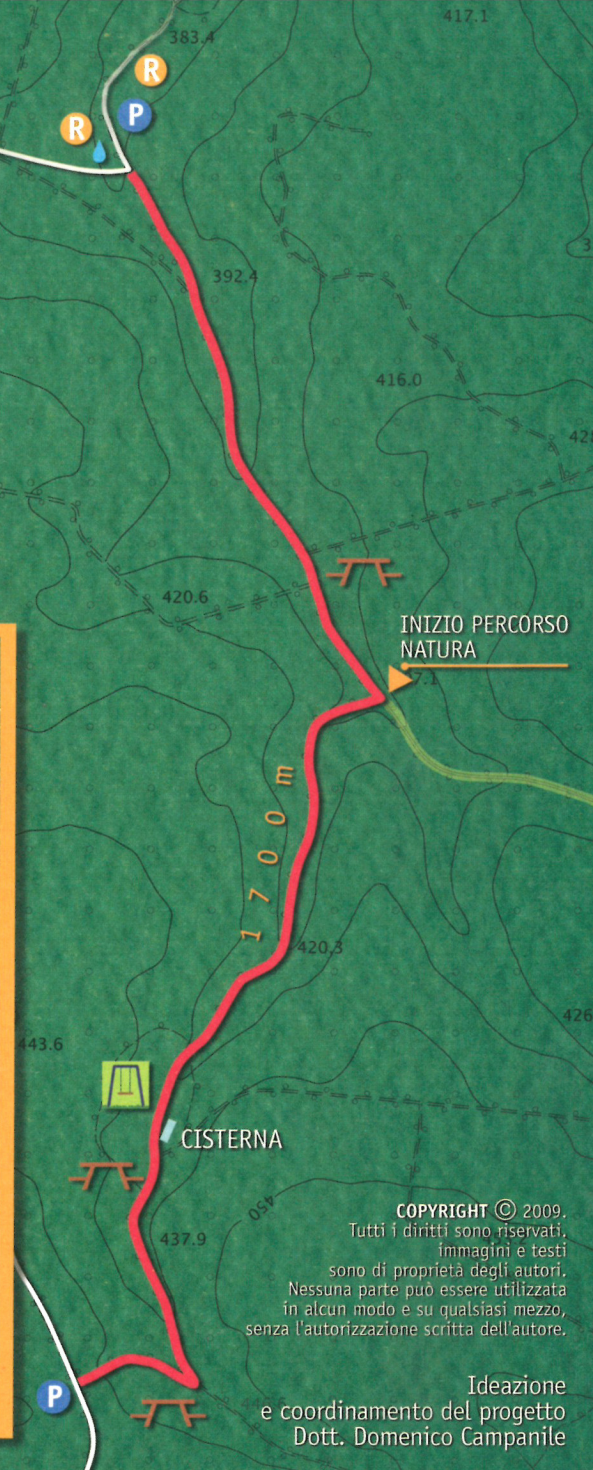 417.1
383.4
R
P
R
392.4
416.0
420.6
INIZIO PERCORSO
NATURA
1700 m
420,3
426
443.6
CISTERNA
450
437.9
P
COPYRIGHT © 2009.
Tutti i diritti sono riservati.
immagini e testi
sono di proprietà degli autori.
Nessuna parte può essere utilizzata
in alcun modo e su qualsiasi mezzo,
senza l'autorizzazione scritta dell'autore.
Ideazione
e coordinamento del progetto
Dott. Domenico Campanile